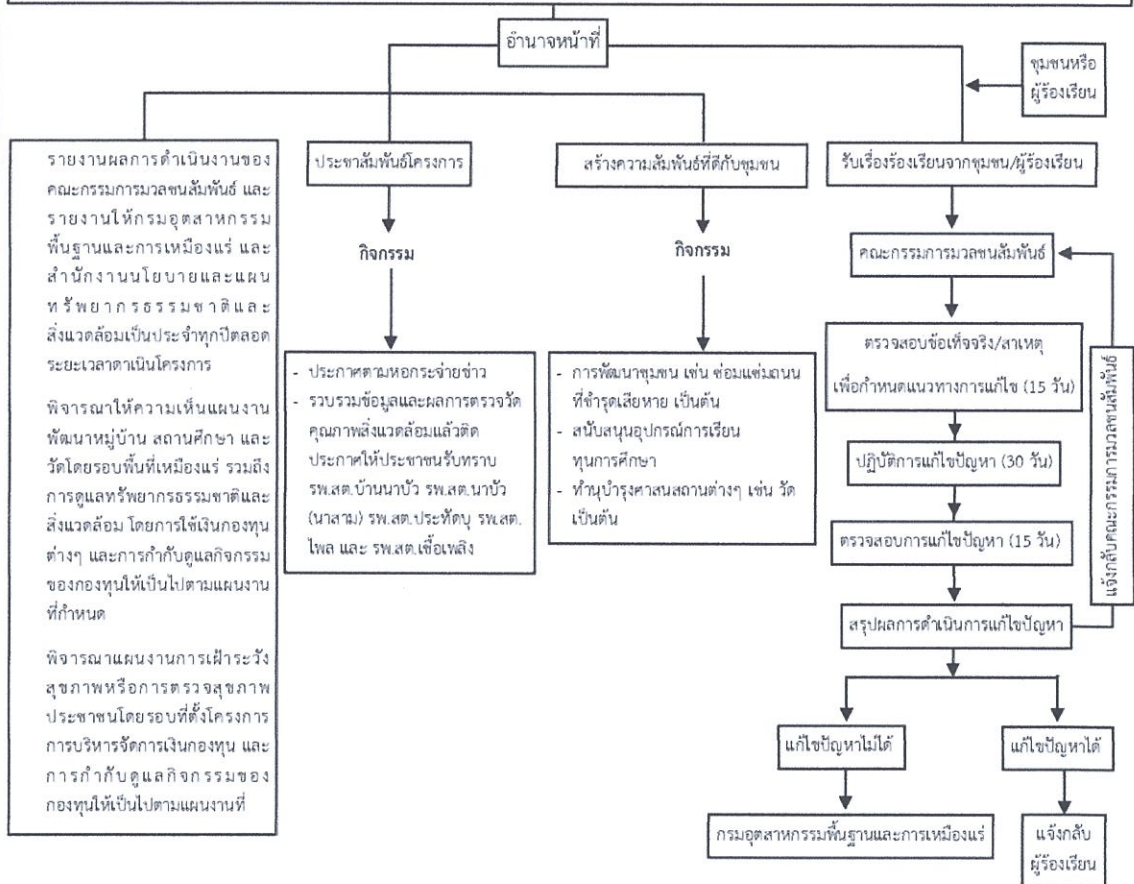 อำนาจหน้าที่
ชุมชนหรือ
ผู้ร้องเรียน
รายงานผลการดำเนินงานของ
คณะกรรมการมวลชนสัมพันธ์ และ
รายงานให้กรมอุตสาหกรรม
พื้นฐานและการเหมืองแร่ และ
สำนักงานนโยบายและแผน
ทรัพยากรธรรมชาติและ
สิ่งแวดล้อมเป็นประจำทุกปีตลอด
ระยะเวลาดาเนินโครงการ
พิจารณาให้ความเห็นแผนงาน
พัฒนาหมู่บ้าน สถานศึกษา และ
วัดโดยรอบพื้นที่เหมืองแร่ รวมถึง
การดูแลทรัพยากรธรรมชาติและ
สิ่งแวดล้อม โดยการใช้เงินกองทุน
ต่างๆ และการกำกับดูแลกิจกรรม
ของกองทุนให้เป็นไปตามแผนงาน
ที่กำหนด
พิจารณาแผนงานการเฝ้าระวัง
สุขภาพหรือการตรวจสุขภาพ
ประชาชนโดยรอบที่ตั้งโครงการ
การบริหารจัดการเงินกองทุน และ
การกำกับดูแลกิจกรรมของ
กองทุนให้เป็นไปตามแผนงานที่
ประชาสัมพันธ์โครงการ
กิจกรรม
- ประกาศตามหอกระจายข่าว
- รวบรวมข้อมูลและผลการตรวจวัด
คุณภาพสิ่งแวดล้อมแล้วติด
ประกาศให้ประชาชนรับทราบ
รพ.สต.บ้านนาบัว รพ.สต.นาบัว
(นาสาม) รพ.สต.ประทัดบุ รพ.สต.
ไพล และ รพ.สต.เชื้อเพลิง
สร้างความสัมพันธ์ที่ดีกับชุมชน
กิจกรรม
- การพัฒนาชุมชน เช่น ซ่อมแซ่มถนน
ที่ชำรุดเสียหาย เป็นต้น
- สนับสนุนอุปกรณ์การเรียน
ทุนการศึกษา
- ทำนุบำรุงศาสนสถานต่างๆ เช่น วัด
เป็นต้น
รับเรื่องร้องเรียนจากชุมชน/ผู้ร้องเรียน
คณะกรรมการมวลชนสัมพันธ์
ตรวจสอบข้อเท็จจริง/สาเหตุ
เพื่อกำหนดแนวทางการแก้ไข (15 วัน)
ปฏิบัติการแก้ไขปัญหา (30 วัน)
ตรวจสอบการแก้ไขปัญหา (15 วัน)
สรุปผลการดำเนินการแก้ไขปัญหา
แจ้งกลับคณะกรรมการมวลชนสัมพันธ์
แก้ไขปัญหาไม่ได้
แก้ไขปัญหาได้
กรมอุตสาหกรรมพื้นฐานและการเหมืองแร่
แจ้งกลับ
ผู้ร้องเรียน